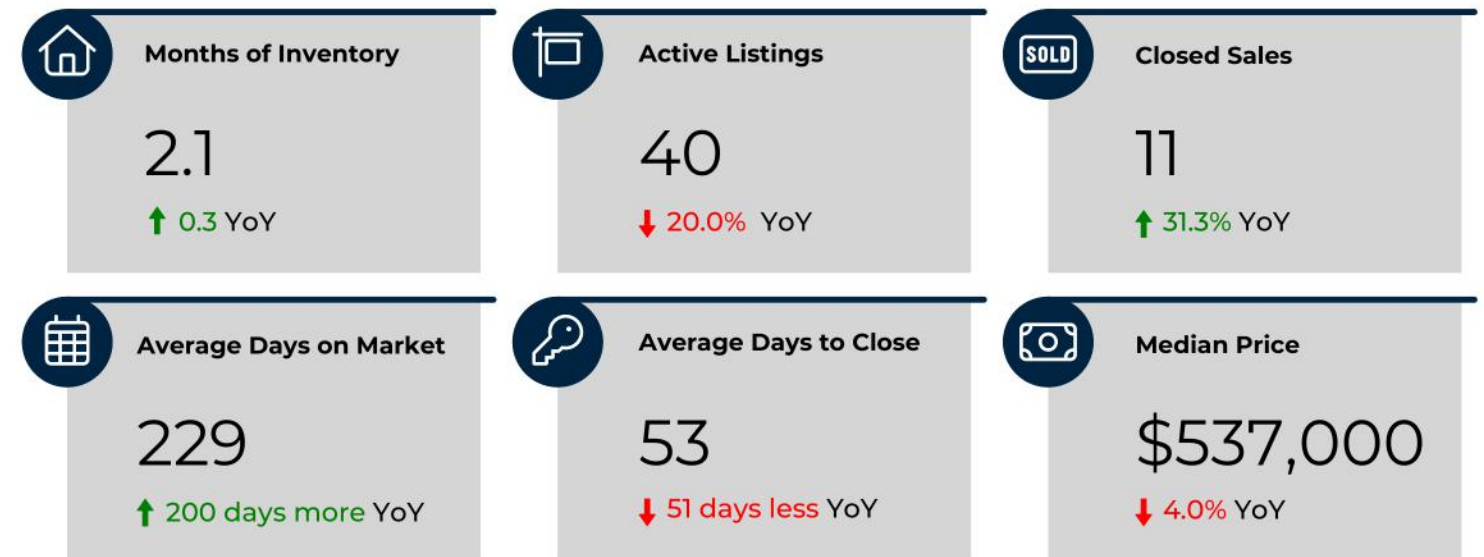 Months of Inventory
2.1
↑ 0.3 YoY
Active Listings
40
↓ 20.0% YoY
SOLD
Closed Sales
11
↑ 31.3% YoY
Average Days on Market
229
↑ 200 days more YoY
Average Days to Close
53
↓ 51 days less YoY
Median Price
$537,000
↓ 4.0% YoY